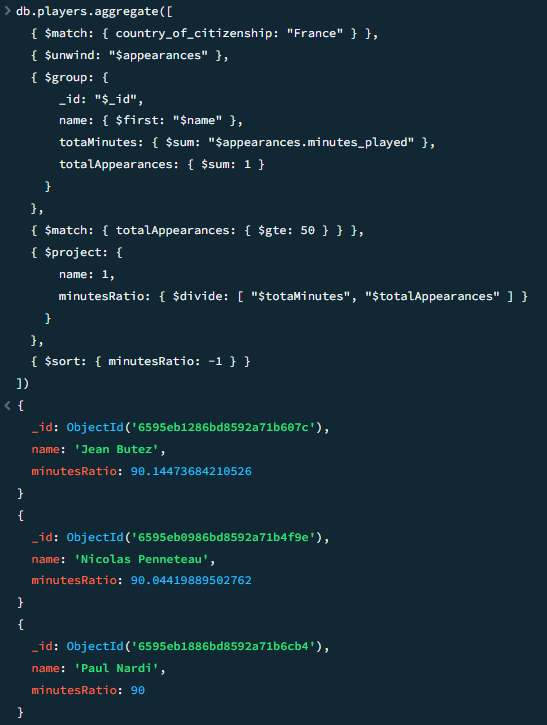 db.players.aggregate([
  { $match: { country_of_citizenship: "France" } },
  { $unwind: "$appearances" },
  { $group: {
      _id: "$_id",
      name: { $first: "$name" },
      totaMinutes: { $sum: "$appearances.minutes_played" },
      totalAppearances: { $sum: 1 }
    }
  },
  { $match: { totalAppearances: { $gte: 50 } } },
  { $project: {
      name: 1,
      minutesRatio: { $divide: [ "$totaMinutes", "$totalAppearances" ] }
    }
  },
  { $sort: { minutesRatio: -1 } }
])
{
  _id: ObjectId('6595eb1286bd8592a71b607c'),
  name: 'Jean Butez',
  minutesRatio: 90.14473684210526
}
{
  _id: ObjectId('6595eb0986bd8592a71b4f9e'),
  name: 'Nicolas Penneteau',
  minutesRatio: 90.04419889502762
}
{
  _id: ObjectId('6595eb1886bd8592a71b6cb4'),
  name: 'Paul Nardi',
  minutesRatio: 90
}